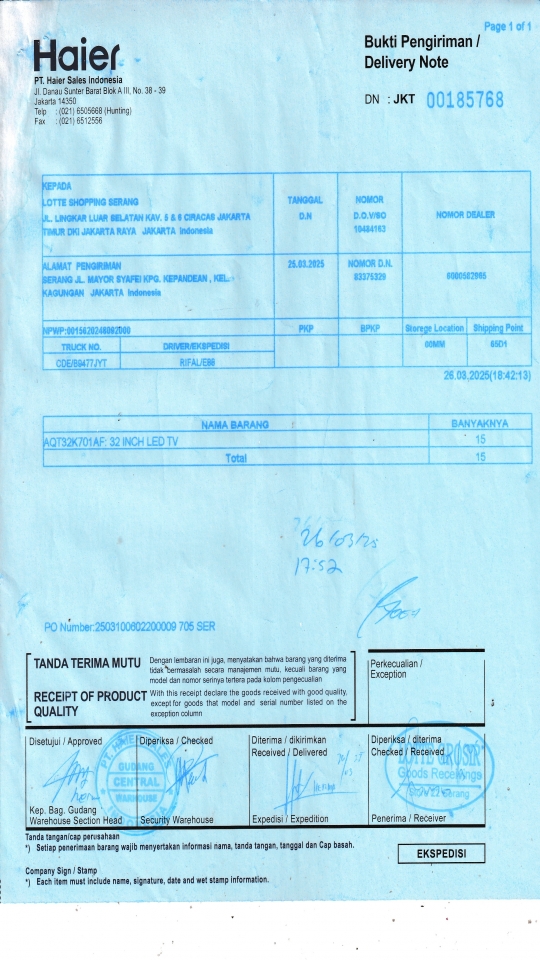 Page 1 of 1
Haier
Bukti Pengiriman /
Delivery Note
PT. Haier Sales Indonesia
Jl. Danau Sunter Barat Blok A III, No. 38 - 39
Jakarta 14350
Telp : (021) 6505668 (Hunting)
Fax : (021) 6512556
DN : JKT 00185768
KEPADA
LOTTE SHOPPING SERANG
JL. LINGKAR LUAR SELATAN KAV. 5 & 6 CIRACAS JAKARTA
TIMUR DKI JAKARTA RAYA JAKARTA Indonesia
TANGGAL
D.N
NOMOR
D.O.V/SO
10484163
NOMOR DEALER
ALAMAT PENGIRIMAN
SERANG JL. MAYOR SYAFEI KPG. KEPANDEAN , KEL.
KAGUNGAN JAKARTA Indonesia
25.03.2025
NOMOR D.N.
83375329
6000582065
PKP
BPKP
Storege Location
Shipping Point
TRUCK NO.
DRIVER/EKSPEDISI
00MM
65D1
RIFAL/E88
26.03.2025(18:42:13)
NAMA BARANG
BANYAKNYA
AQT32K701AF: 32 INCH LED TV
15
Total
15
26/03/25
17:52
PO Number:2503100602200009 705 SER
TANDA TERIMA MUTU
Dengan lembaran ini juga, menyatakan bahwa barang yang diterima
tidak bermasalah secara manajemen mutu, kecuali barang yang
model dan nomor serinya tertera pada kolom pengecualian
RECEIPT OF PRODUCT
QUALITY
With this receipt declare the goods received with good quality,
except for goods that model and serial number listed on the
exception column
Perkecualian /
Exception
Disetujui / Approved
Diperiksa / Checked
Diterima / dikirimkan
Received / Delivered
Diperiksa / diterima
Checked / Received
GUDANG
CENTRAL
WAREHOUSE
LOTTE GROSIR
Goods Receivings
Kep. Bag. Gudang
Warehouse Section Head
Security Warehouse
Expedisi / Expedition
Penerima / Receiver
Tanda tangan/cap perusahaan
*) Setiap penerimaan barang wajib menyertakan informasi nama, tanda tangan, tanggal dan Cap basah.
EKSPEDISI
Company Sign / Stamp
*) Each item must include name, signature, date and wet stamp information.